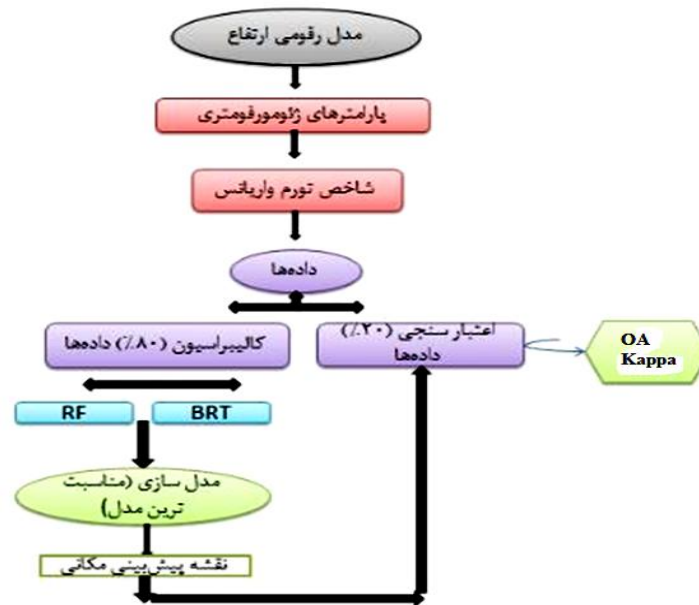 مدل رقومی ارتفاع
پارامترهای ژئومورفومتری
شاخص تورم واریانس
داده‌ها
اعتبار سنجی (۲۰٪)
داده‌ها
کالیبراسیون (۸۰٪) داده‌ها
OA
Kappa
RF
BRT
مدل سازی (مناسبت
ترین مدل)
نقشه پیش‌بینی مکانی